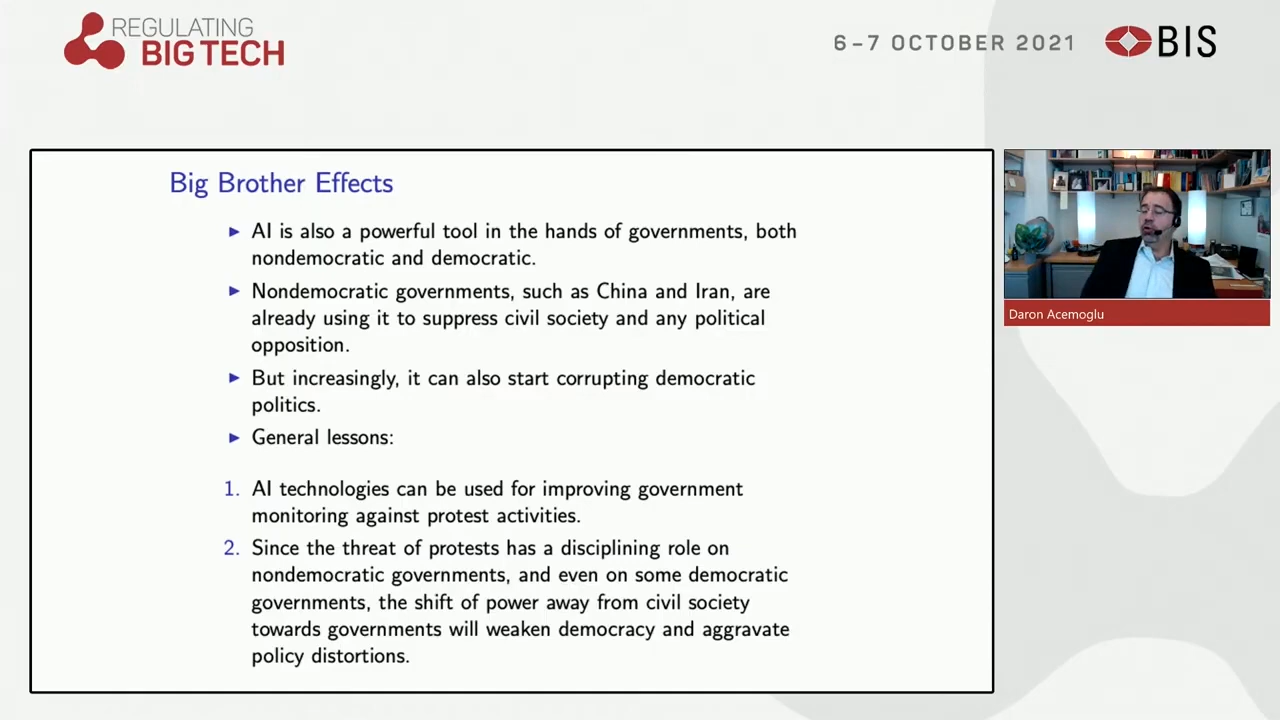 REGULATING
BIG TECH
6–7 OCTOBER 2021
BIS
Big Brother Effects
▶ AI is also a powerful tool in the hands of governments, both
nondemocratic and democratic.
▶ Nondemocratic governments, such as China and Iran, are
already using it to suppress civil society and any political
opposition.
▶ But increasingly, it can also start corrupting democratic
politics.
▶ General lessons:
1. AI technologies can be used for improving government
monitoring against protest activities.
2. Since the threat of protests has a disciplining role on
nondemocratic governments, and even on some democratic
governments, the shift of power away from civil society
towards governments will weaken democracy and aggravate
policy distortions.
Daron Acemoglu